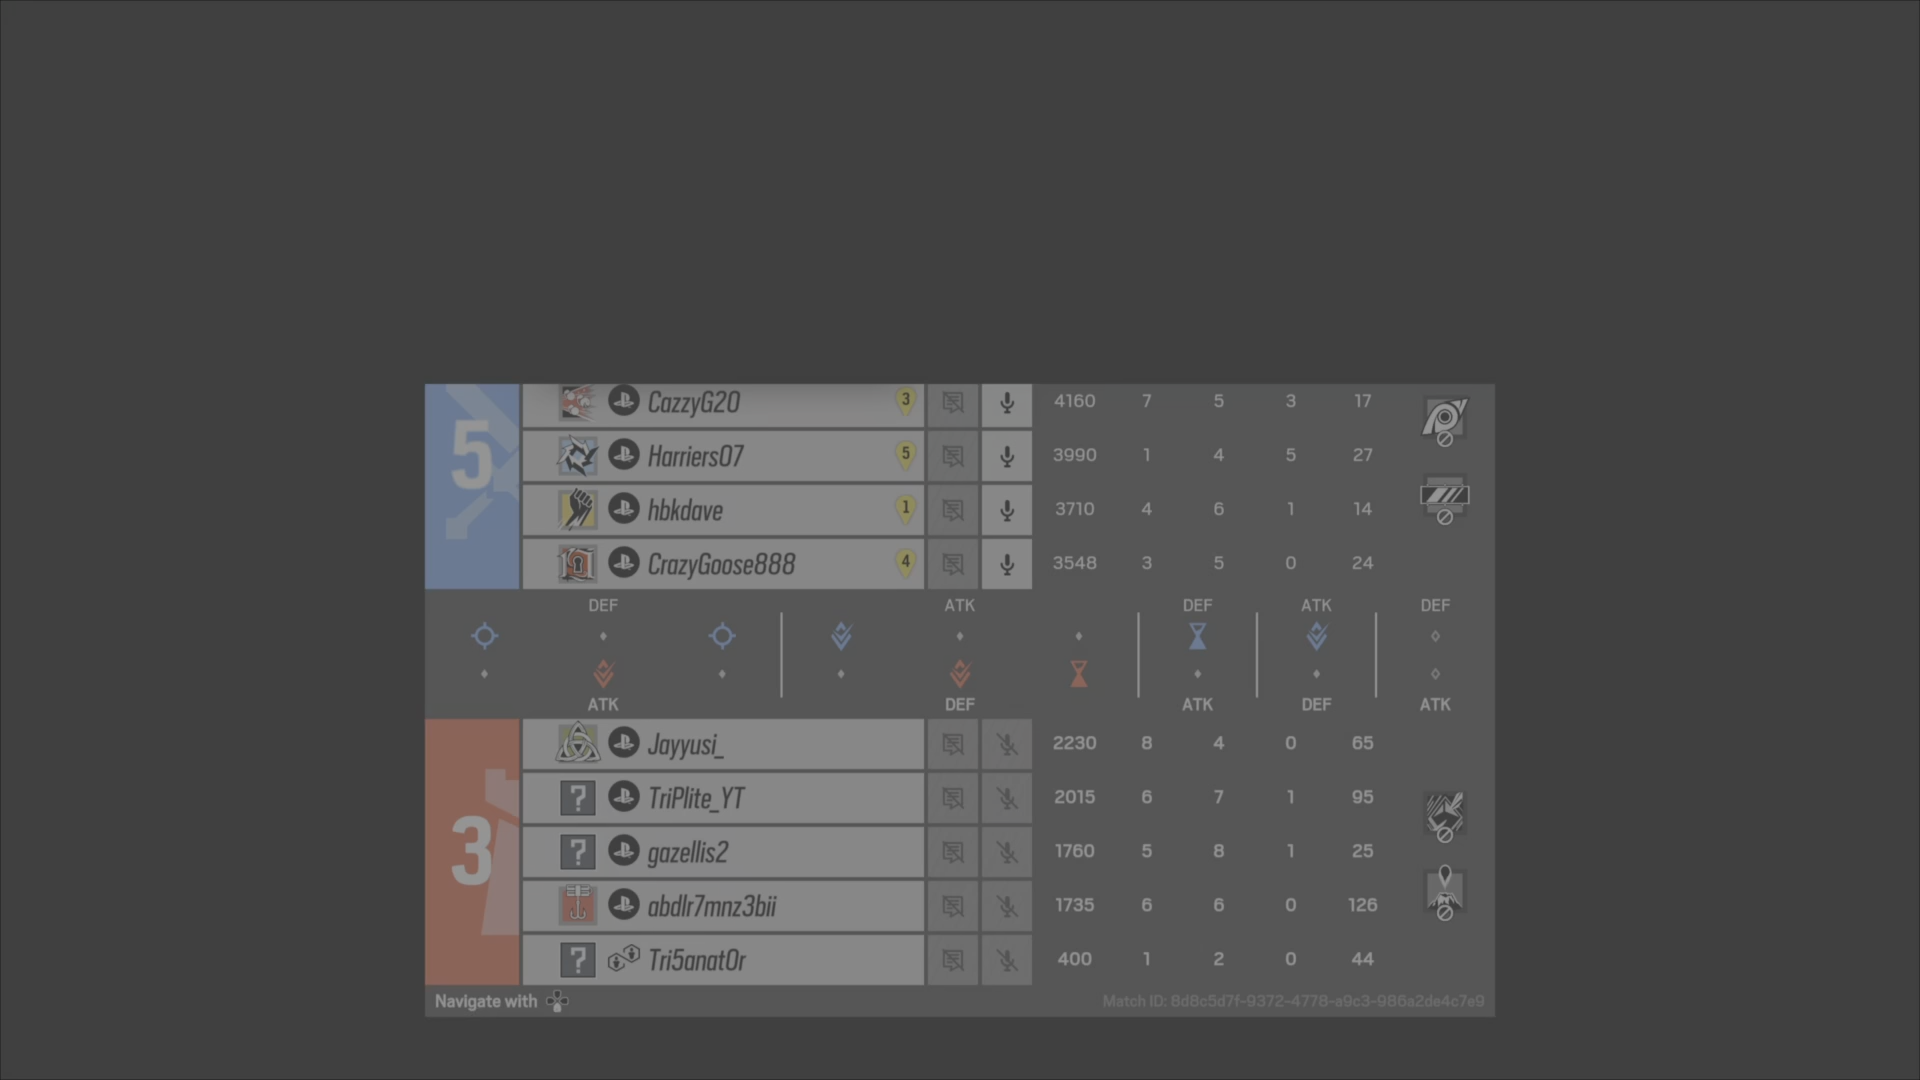 5
CazzyG20 3 4160 7 5 3 17
Harriers07 5 3990 1 4 5 27
hbkdave 1 3710 4 6 1 14
CrazyGoose888 4 3548 3 5 0 24
DEF ATK DEF ATK DEF
ATK DEF ATK DEF ATK
3
Jayyusi_ 2230 8 4 0 65
? TriPlite_YT 2015 6 7 1 95
? gazellis2 1760 5 8 1 25
abdlr7mnz3bii 1735 6 6 0 126
? Tri5anat0r 400 1 2 0 44
Navigate with
Match ID: 8d8c5d7f-9372-4778-a9c3-986a2de4c7e9